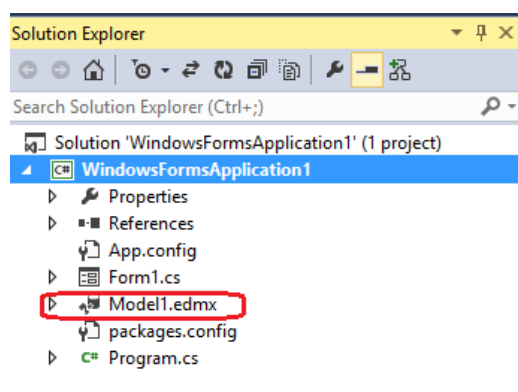 Solution Explorer
Search Solution Explorer (Ctrl+;)
Solution 'WindowsFormsApplication1' (1 project)
C# WindowsFormsApplication1
Properties
References
App.config
Form1.cs
Model1.edmx
packages.config
C# Program.cs